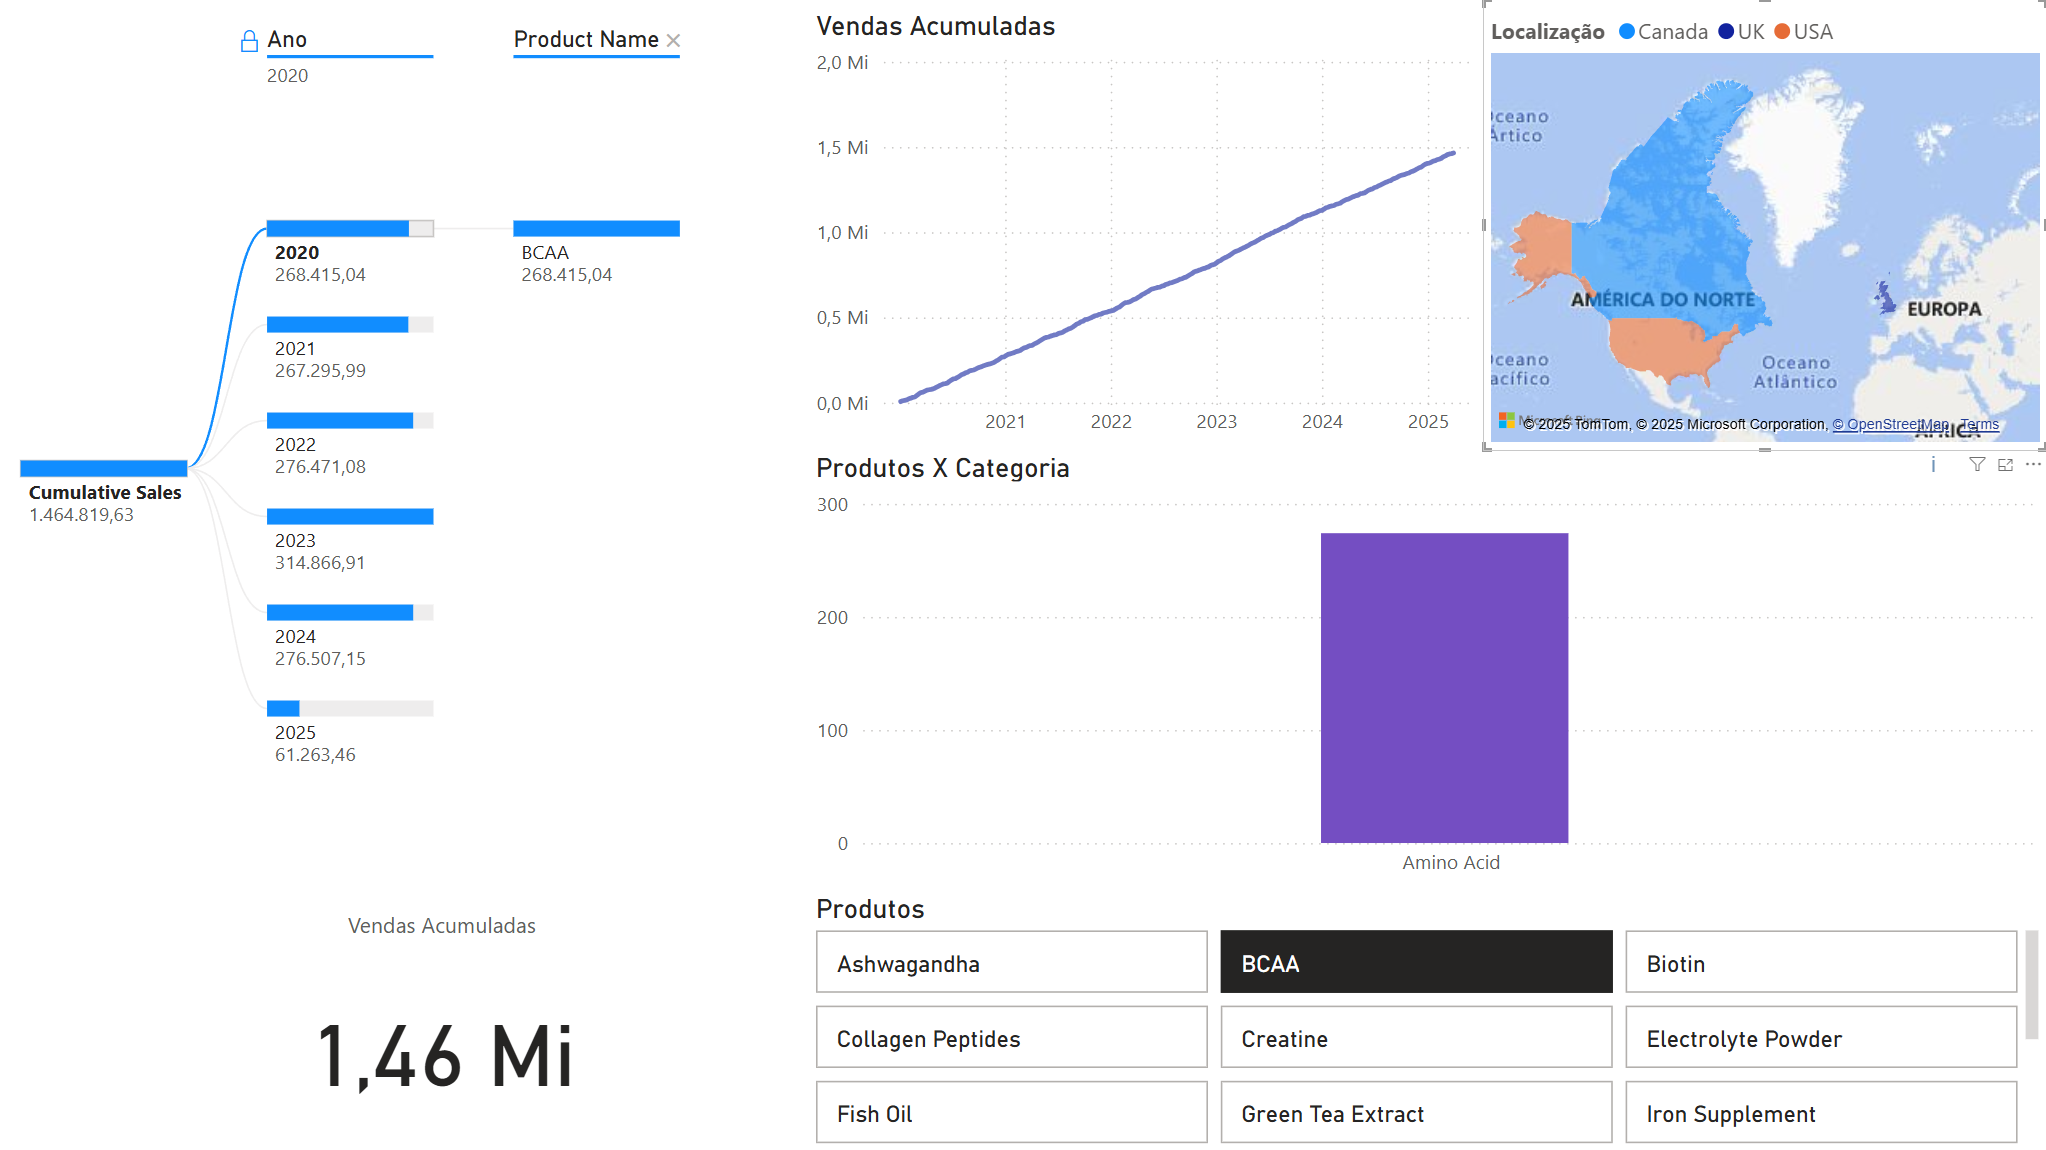 Ano
2020
Product Name
2020
268.415,04
BCAA
268.415,04
2021
267.295,99
2022
276.471,08
Cumulative Sales
1.464.819,63
2023
314.866,91
2024
276.507,15
2025
61.263,46
Vendas Acumuladas
1,46 Mi
Vendas Acumuladas
2,0 Mi
1,5 Mi
1,0 Mi
0,5 Mi
0,0 Mi
2021 2022 2023 2024 2025
Localização Canada UK USA
Oceano
Ártico
AMÉRICA DO NORTE
EUROPA
Oceano
Pacífico
Oceano
Atlântico
ÁFRICA
© 2025 TomTom, © 2025 Microsoft Corporation, © OpenStreetMap Terms
Produtos X Categoria
300
200
100
0
Amino Acid
Produtos
Ashwagandha
BCAA
Biotin
Collagen Peptides
Creatine
Electrolyte Powder
Fish Oil
Green Tea Extract
Iron Supplement